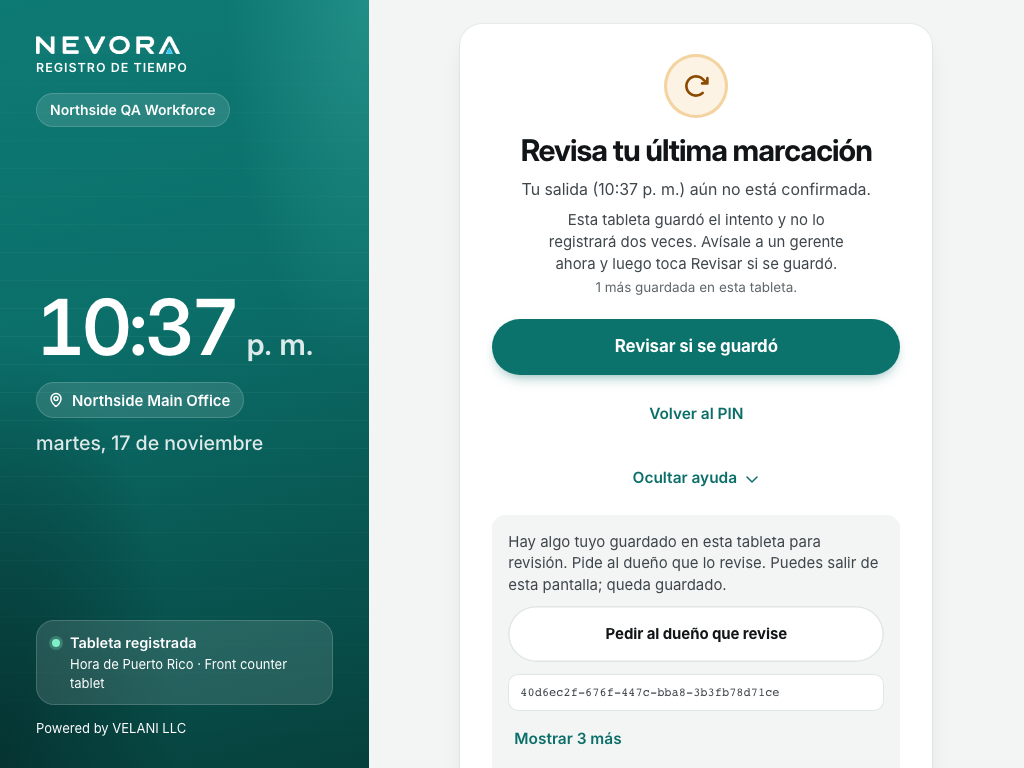 NEVORA
REGISTRO DE TIEMPO
Northside QA Workforce
10:37 p. m.
Northside Main Office
martes, 17 de noviembre
Tableta registrada
Hora de Puerto Rico · Front counter
tablet
Powered by VELANI LLC
Revisa tu última marcación
Tu salida (10:37 p. m.) aún no está confirmada.
Esta tableta guardó el intento y no lo
registrará dos veces. Avísale a un gerente
ahora y luego toca Revisar si se guardó.
1 más guardada en esta tableta.
Revisar si se guardó
Volver al PIN
Ocultar ayuda
Hay algo tuyo guardado en esta tableta para
revisión. Pide al dueño que lo revise. Puedes salir de
esta pantalla; queda guardado.
Pedir al dueño que revise
40d6ec2f-676f-447c-bba8-3b3fb78d71ce
Mostrar 3 más